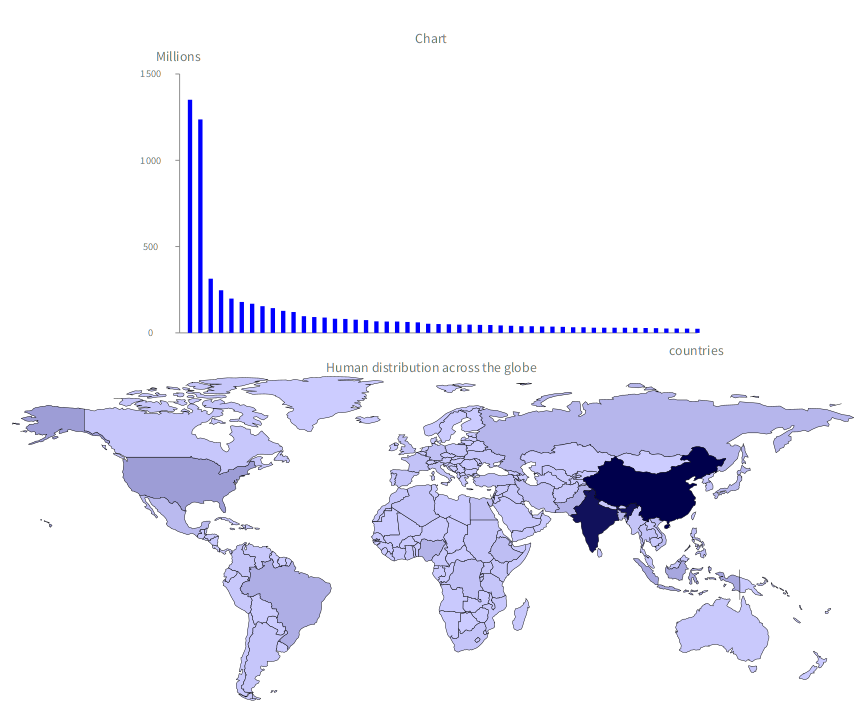 Chart
Millions
1500
1000
500
0
countries
Human distribution across the globe